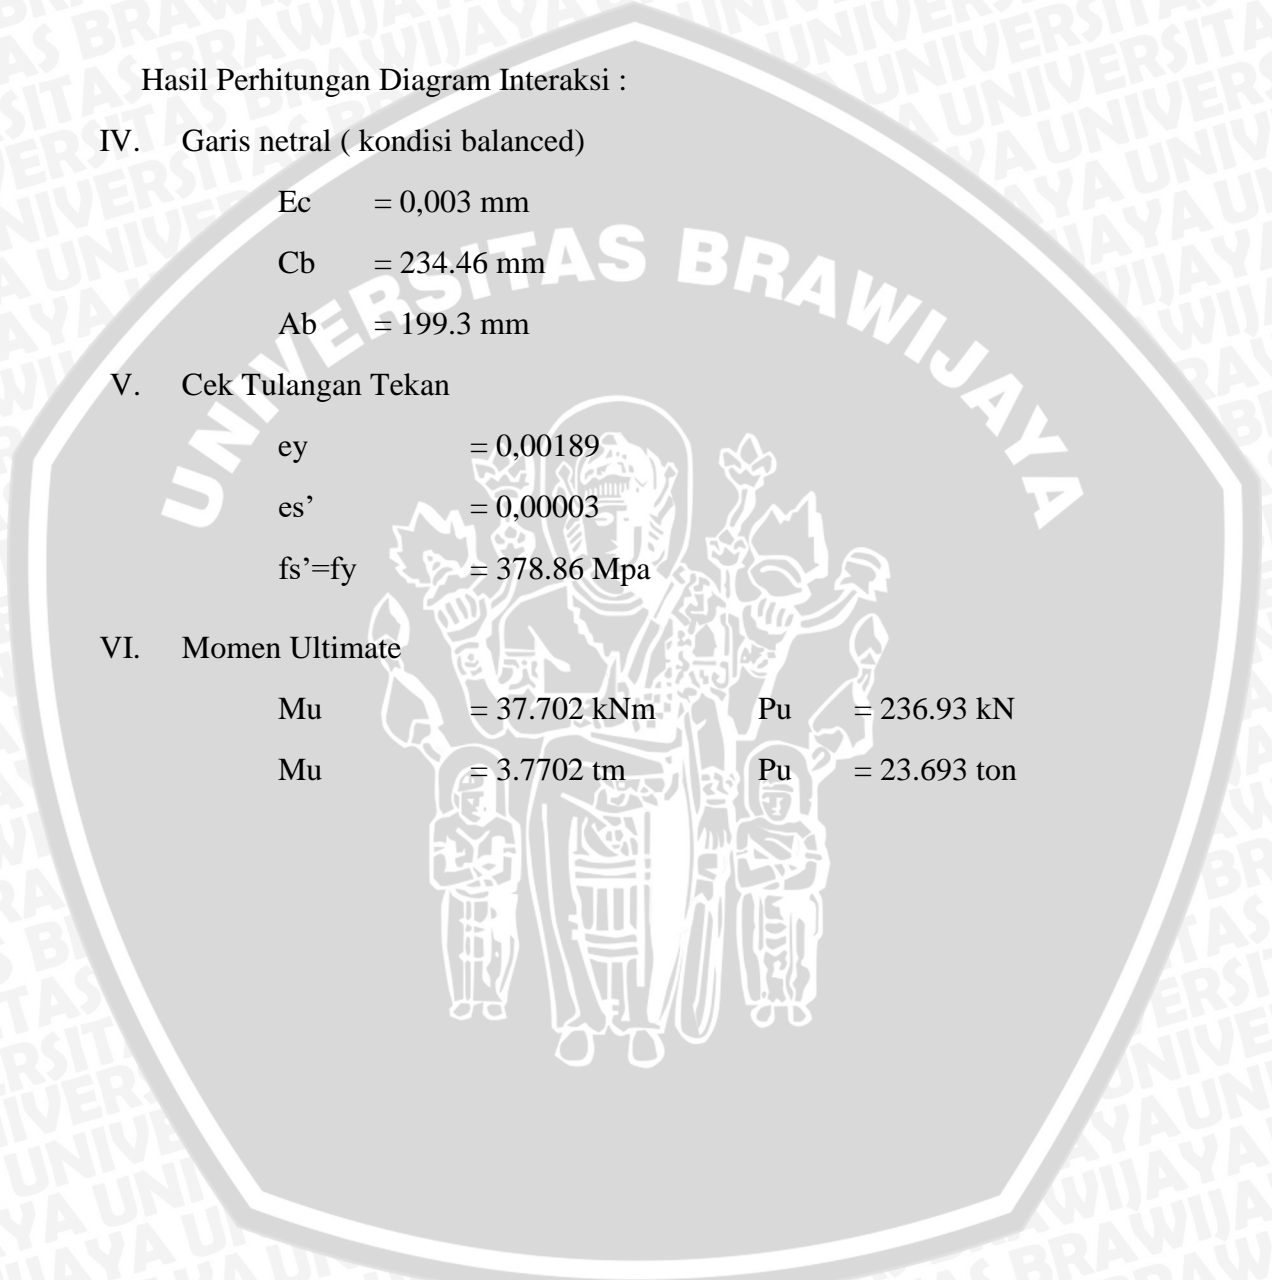 Hasil Perhitungan Diagram Interaksi :
IV. Garis netral ( kondisi balanced)
Ec = 0,003 mm
Cb = 234.46 mm
Ab = 199.3 mm
V. Cek Tulangan Tekan
ey = 0,00189
es’ = 0,00003
fs’=fy = 378.86 Mpa
VI. Momen Ultimate
Mu = 37.702 kNm Pu = 236.93 kN
Mu = 3.7702 tm Pu = 23.693 ton
UNIVERSITAS BRAWIJAYA